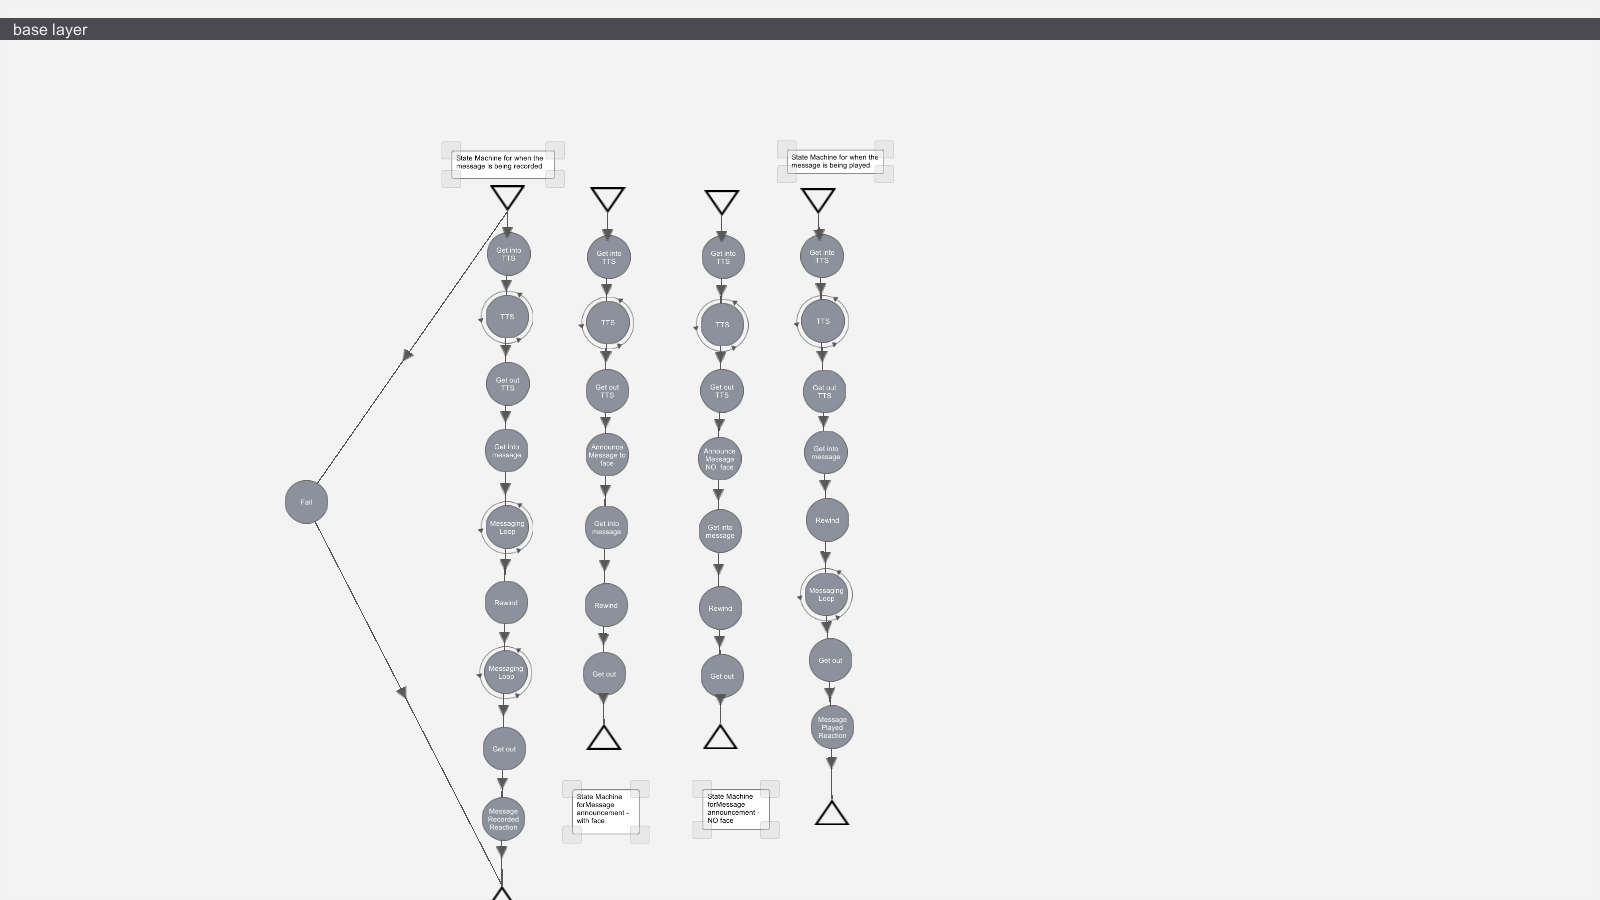 base layer
State Machine for when the
message is being recorded
Get into
TTS
TTS
Get out
TTS
Get into
message
Messaging
Loop
Rewind
Messaging
Loop
Get out
Message
Recorded
Reaction
Fail
Get into
TTS
TTS
Get out
TTS
Announce
Message to
face
Get into
message
Rewind
Get out
State Machine
forMessage
announcement -
with face
Get into
TTS
TTS
Get out
TTS
Announce
Message
NO face
Get into
message
Rewind
Get out
State Machine
forMessage
announcement -
NO face
State Machine for when the
message is being played
Get into
TTS
TTS
Get out
TTS
Get into
message
Rewind
Messaging
Loop
Get out
Message
Played
Reaction